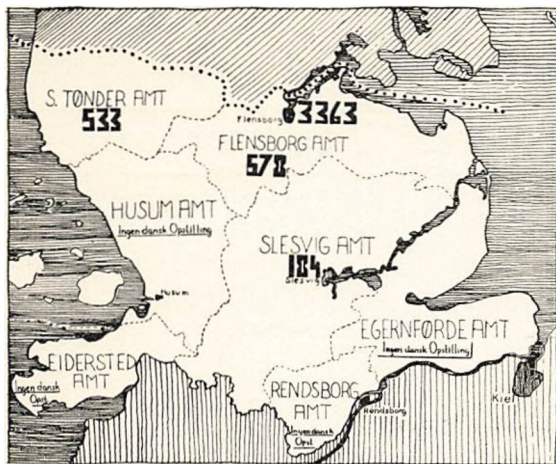 S. TØNDER AMT
533
Flensborg
3363
FLENSBORG AMT
578
HUSUM AMT
Ingen dansk Opstilling
SLESVIG AMT
184
Slesvig
Husum
EGERNFØRDE AMT
Ingen dansk Opstilling
EIDERSTED
AMT
Ingen dansk
Opst.
RENDSBORG
AMT
Rendsborg
Kiel
Ingen dansk
Opst.